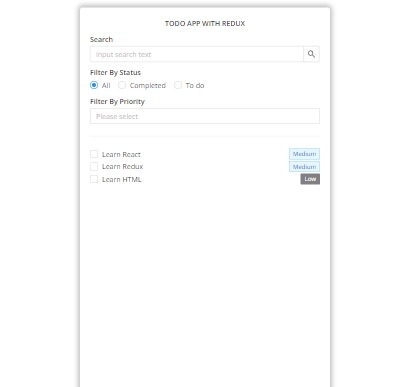 TODO APP WITH REDUX
Search
input search text
Filter By Status
All Completed To do
Filter By Priority
Please select
Learn React Medium
Learn Redux Medium
Learn HTML Low